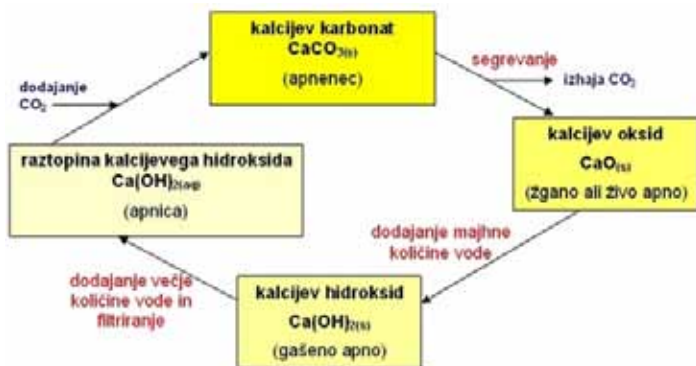 kalcijev karbonat
CaCO₃₍ₛ₎
(apnenec)
segrevanje
izhaja CO₂
dodajanje
CO₂
kalcijev oksid
CaO₍ₛ₎
(žgano ali živo apno)
raztopina kalcijevega hidroksida
Ca(OH)₂₍aq₎
(apnica)
dodajanje majhne
količine vode
dodajanje večje
količine vode in
filtriranje
kalcijev hidroksid
Ca(OH)₂₍ₛ₎
(gašeno apno)